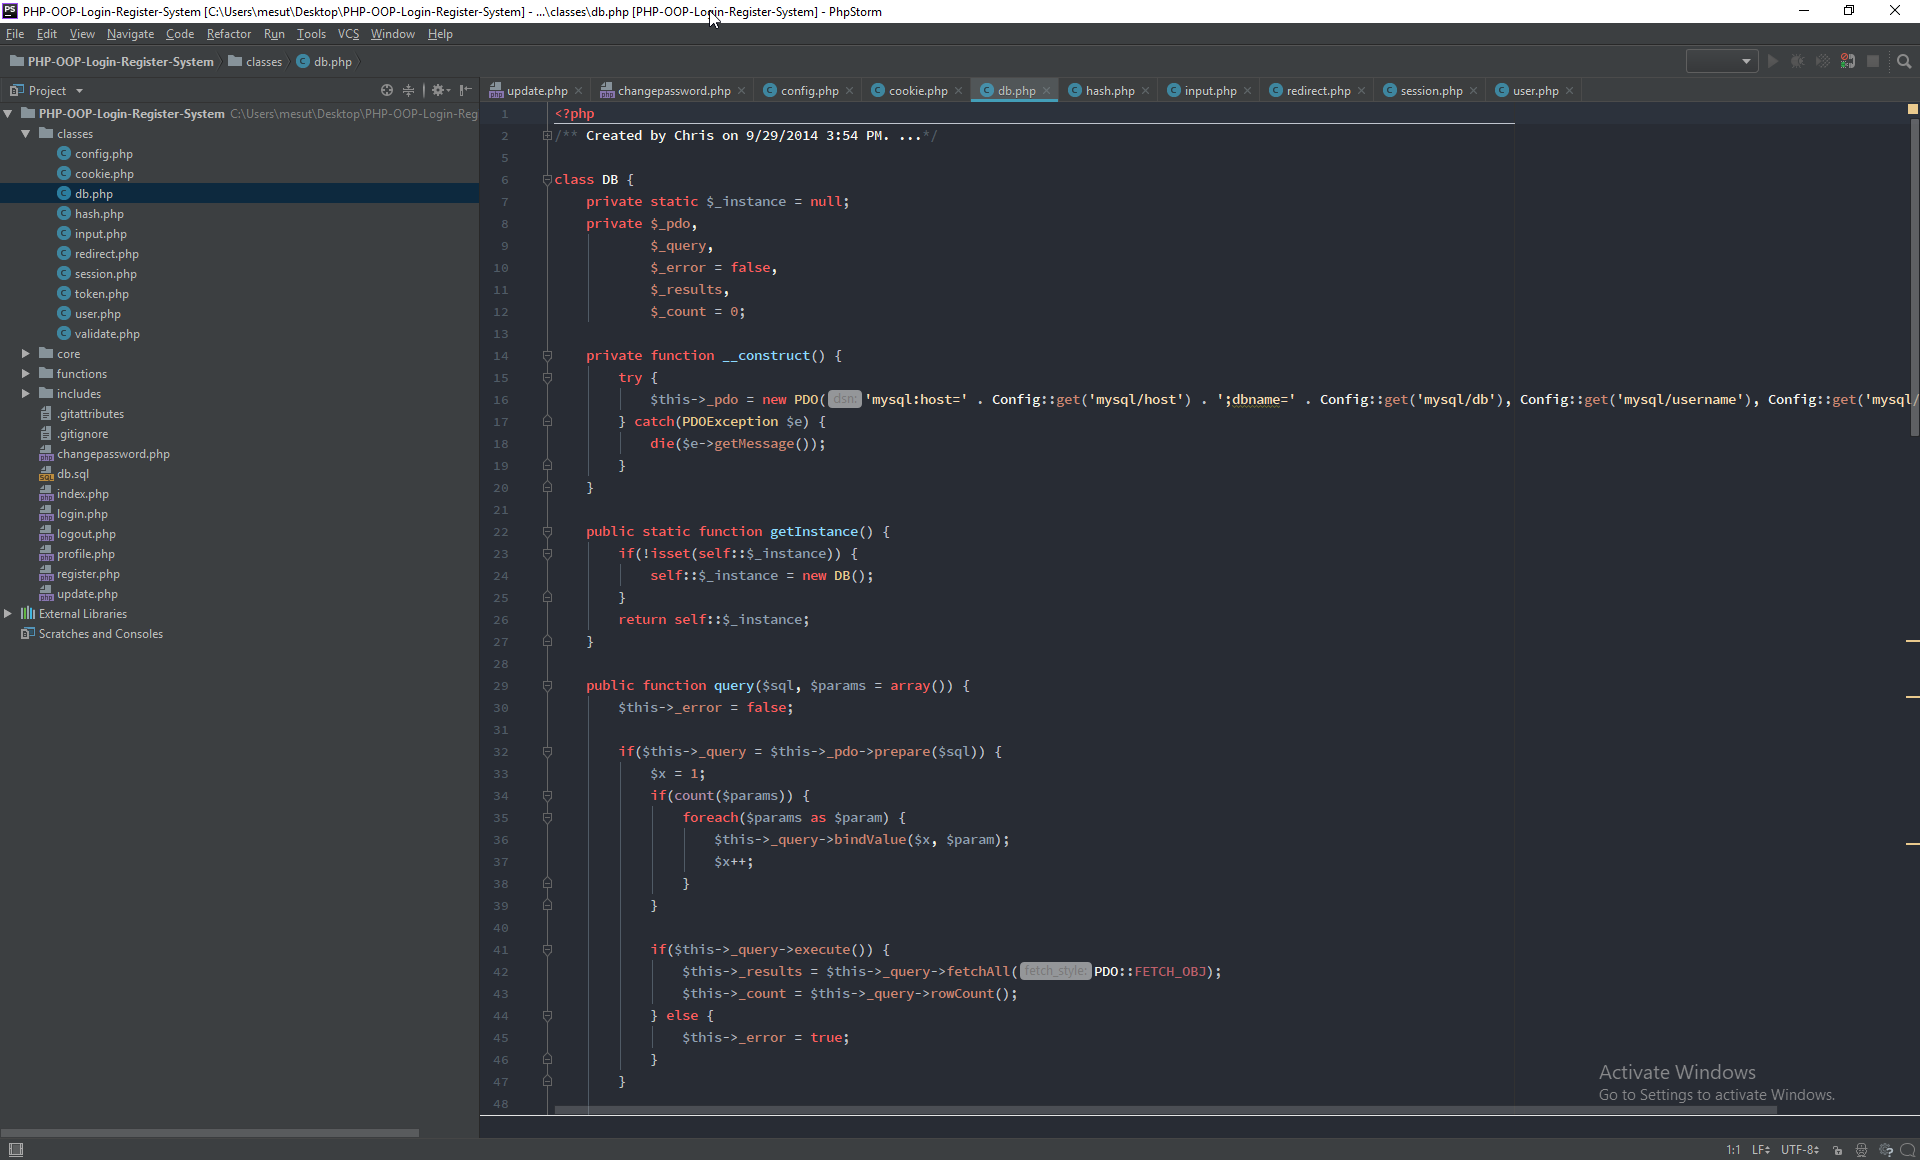 PS PHP-OOP-Login-Register-System [C:\Users\mesut\Desktop\PHP-OOP-Login-Register-System] - ...\classes\db.php [PHP-OOP-Login-Register-System] - PhpStorm
File Edit View Navigate Code Refactor Run Tools VCS Window Help
PHP-OOP-Login-Register-System classes db.php
Project
update.php changepassword.php config.php cookie.php db.php hash.php input.php redirect.php session.php user.php
PHP-OOP-Login-Register-System C:\Users\mesut\Desktop\PHP-OOP-Login-Reg
classes
config.php
cookie.php
db.php
hash.php
input.php
redirect.php
session.php
token.php
user.php
validate.php
core
functions
includes
.gitattributes
.gitignore
changepassword.php
db.sql
index.php
login.php
logout.php
profile.php
register.php
update.php
External Libraries
Scratches and Consoles
1 <?php
2 /** Created by Chris on 9/29/2014 3:54 PM. ...*/
5
6 class DB {
7 private static $_instance = null;
8 private $_pdo,
9 $_query,
10 $_error = false,
11 $_results,
12 $_count = 0;
13
14 private function __construct() {
15 try {
16 $this->_pdo = new PDO( dsn: 'mysql:host=' . Config::get('mysql/host') . ';dbname=' . Config::get('mysql/db'), Config::get('mysql/username'), Config::get('mysql/
17 } catch(PDOException $e) {
18 die($e->getMessage());
19 }
20 }
21
22 public static function getInstance() {
23 if(!isset(self::$_instance)) {
24 self::$_instance = new DB();
25 }
26 return self::$_instance;
27 }
28
29 public function query($sql, $params = array()) {
30 $this->_error = false;
31
32 if($this->_query = $this->_pdo->prepare($sql)) {
33 $x = 1;
34 if(count($params)) {
35 foreach($params as $param) {
36 $this->_query->bindValue($x, $param);
37 $x++;
38 }
39 }
40
41 if($this->_query->execute()) {
42 $this->_results = $this->_query->fetchAll( fetch_style: PDO::FETCH_OBJ);
43 $this->_count = $this->_query->rowCount();
44 } else {
45 $this->_error = true;
46 }
47 }
48
Activate Windows
Go to Settings to activate Windows.
1:1 LF UTF-8